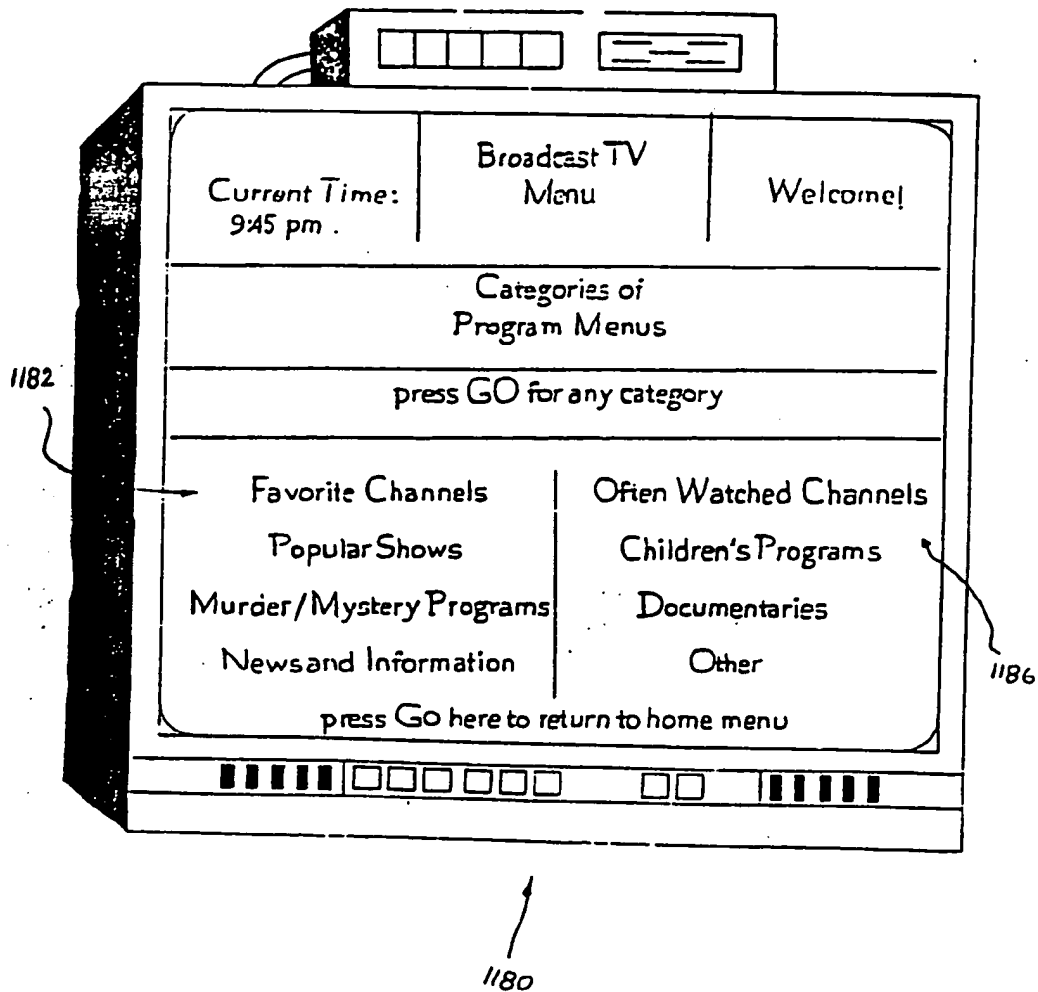 Broadcast TV
Menu
Current Time:
9:45 pm .
Welcome!
Categories of
Program Menus
press GO for any category
1182
Favorite Channels
Often Watched Channels
Popular Shows
Children's Programs
Murder/Mystery Programs
Documentaries
News and Information
Other
1186
press Go here to return to home menu
1180